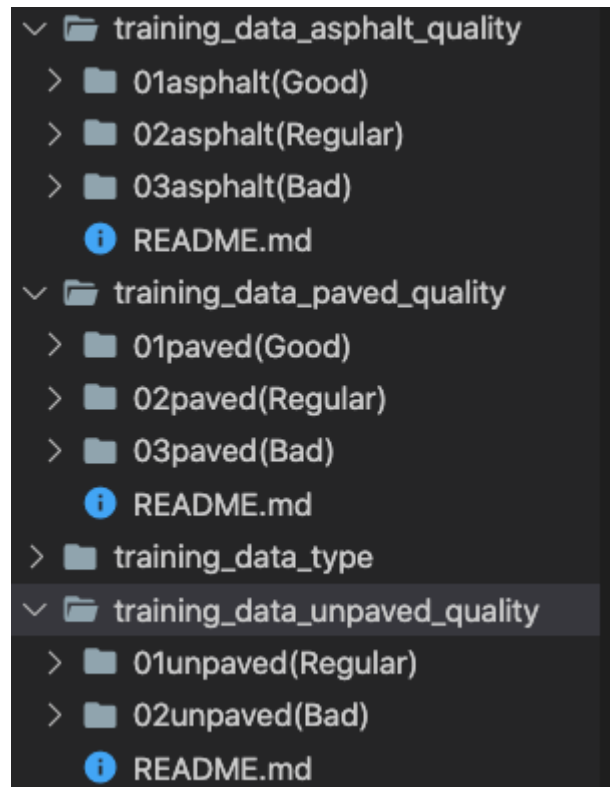 training_data_asphalt_quality
01asphalt(Good)
02asphalt(Regular)
03asphalt(Bad)
README.md
training_data_paved_quality
01paved(Good)
02paved(Regular)
03paved(Bad)
README.md
training_data_type
training_data_unpaved_quality
01unpaved(Regular)
02unpaved(Bad)
README.md